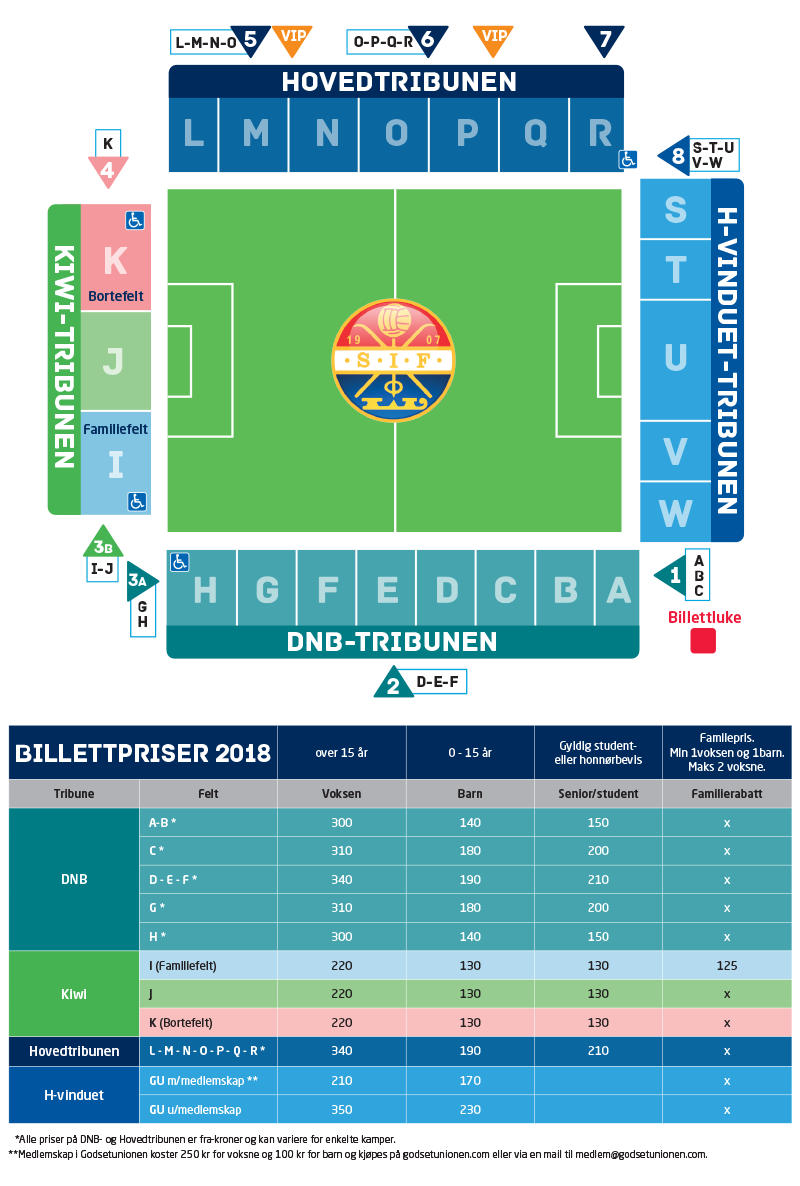 L-M-N-O 5 VIP O-P-Q-R 6 VIP 7
HOVEDTRIBUNEN
L M N O P Q R
K
4
8 S-T-U
V-W
KIWI-TRIBUNEN
K
Bortefelt
J
Familiefelt
I
19 07
· S · I · F ·
S
T
U
V
W
H-VINDUET-TRIBUNEN
3B
I-J
3A
G
H
H G F E D C B A
DNB-TRIBUNEN
1
A
B
C
Billettluke
2 D-E-F
BILLETTPRISER 2018 over 15 år 0 - 15 år Gyldig student-
eller honnørbevis
Familepris.
Min 1voksen og 1barn.
Maks 2 voksne.
Tribune Felt Voksen Barn Senior/student Familierabatt
DNB
A-B * 300 140 150 x
C * 310 180 200 x
D - E - F * 340 190 210 x
G * 310 180 200 x
H * 300 140 150 x
Kiwi
I (Familiefelt) 220 130 130 125
J 220 130 130 x
K (Bortefelt) 220 130 130 x
Hovedtribunen L - M - N - O - P - Q - R * 340 190 210 x
H-vinduet
GU m/medlemskap ** 210 170 x
GU u/medlemskap 350 230 x
*Alle priser på DNB- og Hovedtribunen er fra-kroner og kan variere for enkelte kamper.
**Medlemskap i Godsetunionen koster 250 kr for voksne og 100 kr for barn og kjøpes på godsetunionen.com eller via en mail til medlem@godsetunionen.com.